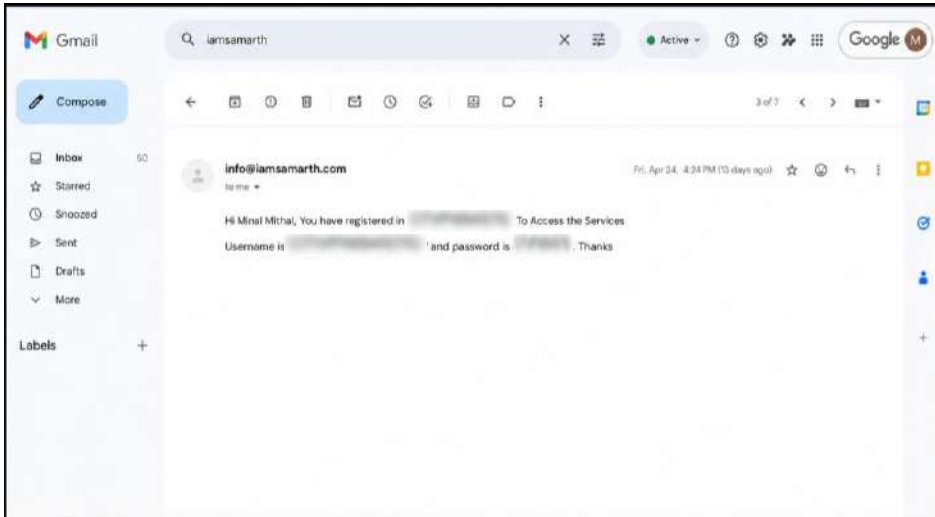 Gmail
iamsamarth
Active
Google M
Compose
3 of 7
Inbox 50
Starred
Snoozed
Sent
Drafts
More
Labels
info@iamsamarth.com
Fri, Apr 24, 4:24 PM (13 days ago)
to me
Hi Minal Mithal, You have registered in To Access the Services
Username is ' and password is . Thanks